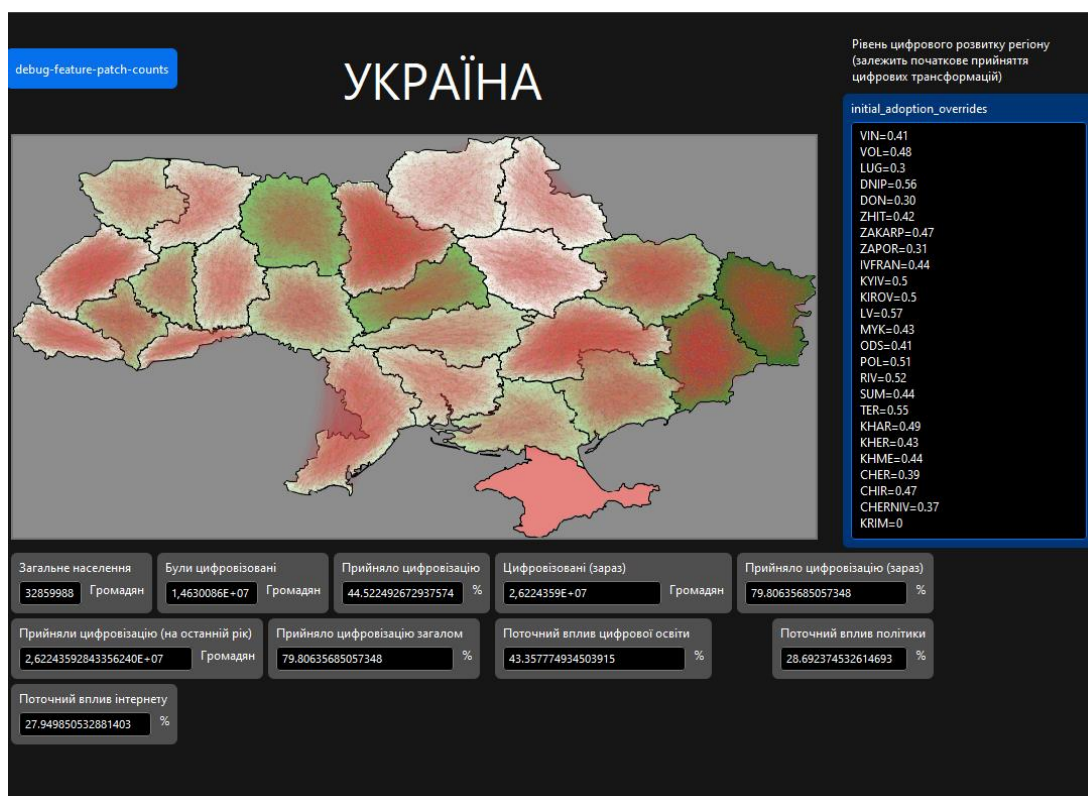 debug-feature-patch-counts
УКРАЇНА
Рівень цифрового розвитку регіону
(залежить початкове прийняття
цифрових трансформацій)
initial_adoption_overrides
VIN=0.41
VOL=0.48
LUG=0.3
DNIP=0.56
DON=0.30
ZHIT=0.42
ZAKARP=0.47
ZAPOR=0.31
IVFRAN=0.44
KYIV=0.5
KIROV=0.5
LV=0.57
MYK=0.43
ODS=0.41
POL=0.51
RIV=0.52
SUM=0.44
TER=0.55
KHAR=0.49
KHER=0.43
KHME=0.44
CHER=0.39
CHIR=0.47
CHERNIV=0.37
KRIM=0
Загальне населення
32859988 Громадян
Були цифровізовані
1,4630086E+07 Громадян
Прийняло цифровізацію
44.522492672937574 %
Цифровізовані (зараз)
2,6224359E+07 Громадян
Прийняло цифровізацію (зараз)
79.80635685057348 %
Прийняли цифровізацію (на останній рік)
2,62243592843356240E+07 Громадян
Прийняло цифровізацію загалом
79.80635685057348 %
Поточний вплив цифрової освіти
43.357774934503915 %
Поточний вплив політики
28.692374532614693 %
Поточний вплив інтернету
27.949850532881403 %